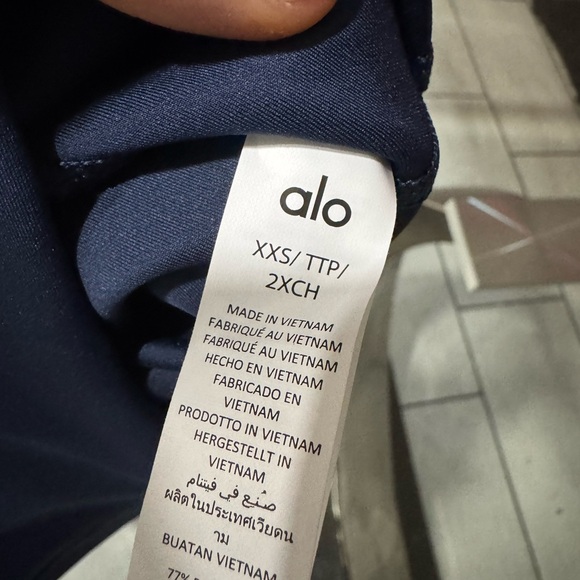 alo
XXS/ TTP/
2XCH
MADE IN VIETNAM
FABRIQUÉ AU VIETNAM
FABRIQUÉ AU VIETNAM
HECHO EN VIETNAM
FABRICADO EN
VIETNAM
PRODOTTO IN VIETNAM
HERGESTELLT IN
VIETNAM
صُنع في فيتنام
ผลิตในประเทศเวียดน
าม
BUATAN VIETNAM
77%